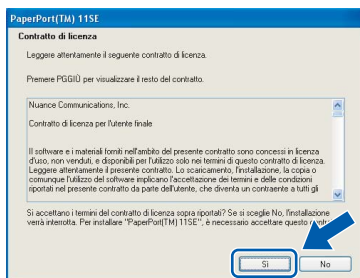 PaperPort(TM) 11SE
Contratto di licenza
Leggere attentamente il seguente contratto di licenza.
Premere PGGIÙ per visualizzare il resto del contratto.
Nuance Communications, Inc.
Contratto di licenza per l'utente finale
Il software e i materiali forniti nell'ambito del presente contratto sono concessi in licenza
d'uso, non venduti, e disponibili per l'utilizzo solo nei termini di questo contratto di licenza.
Leggere attentamente il presente contratto. Lo scaricamento, l'installazione, la copia o
comunque l'utilizzo del software implicano l'accettazione dei termini e delle condizioni
riportati nel presente contratto da parte dell'utente, che diventa un contraente a tutti gli
Si accettano i termini del contratto di licenza sopra riportati? Se si sceglie No, l'installazione
verrà interrotta. Per installare "PaperPort(TM) 11SE", è necessario accettare questo
Sì
No